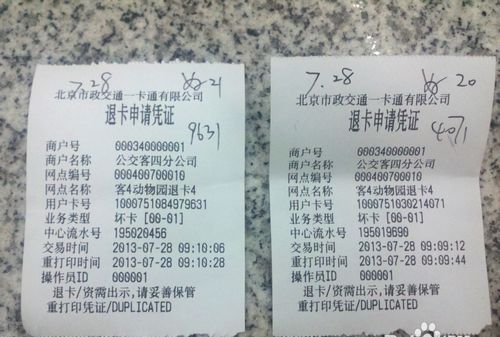 7.28
21
北京市政交通一卡通有限公司
退卡申请凭证
9631
商户号 000340000001
商户名称 公交客四分公司
网点编号 000400700010
网点名称 客4动物园退卡4
用户卡号 1000751084979631
业务类型 坏卡 [00-01]
中心流水号 195020456
交易时间 2013-07-28 09:10:06
重打印时间 2013-07-28 09:10:28
操作员ID 000001
退卡/资需出示,请妥善保管
重打印凭证/DUPLICATED
7.28
20
北京市政交通一卡通有限公司
退卡申请凭证
4071
商户号 000340000001
商户名称 公交客四分公司
网点编号 000400700010
网点名称 客4动物园退卡4
用户卡号 1000751030214071
业务类型 坏卡 [00-01]
中心流水号 195019690
交易时间 2013-07-28 09:09:12
重打印时间 2013-07-28 09:09:44
操作员ID 000001
退卡/资需出示,请妥善保管
重打印凭证/DUPLICATED